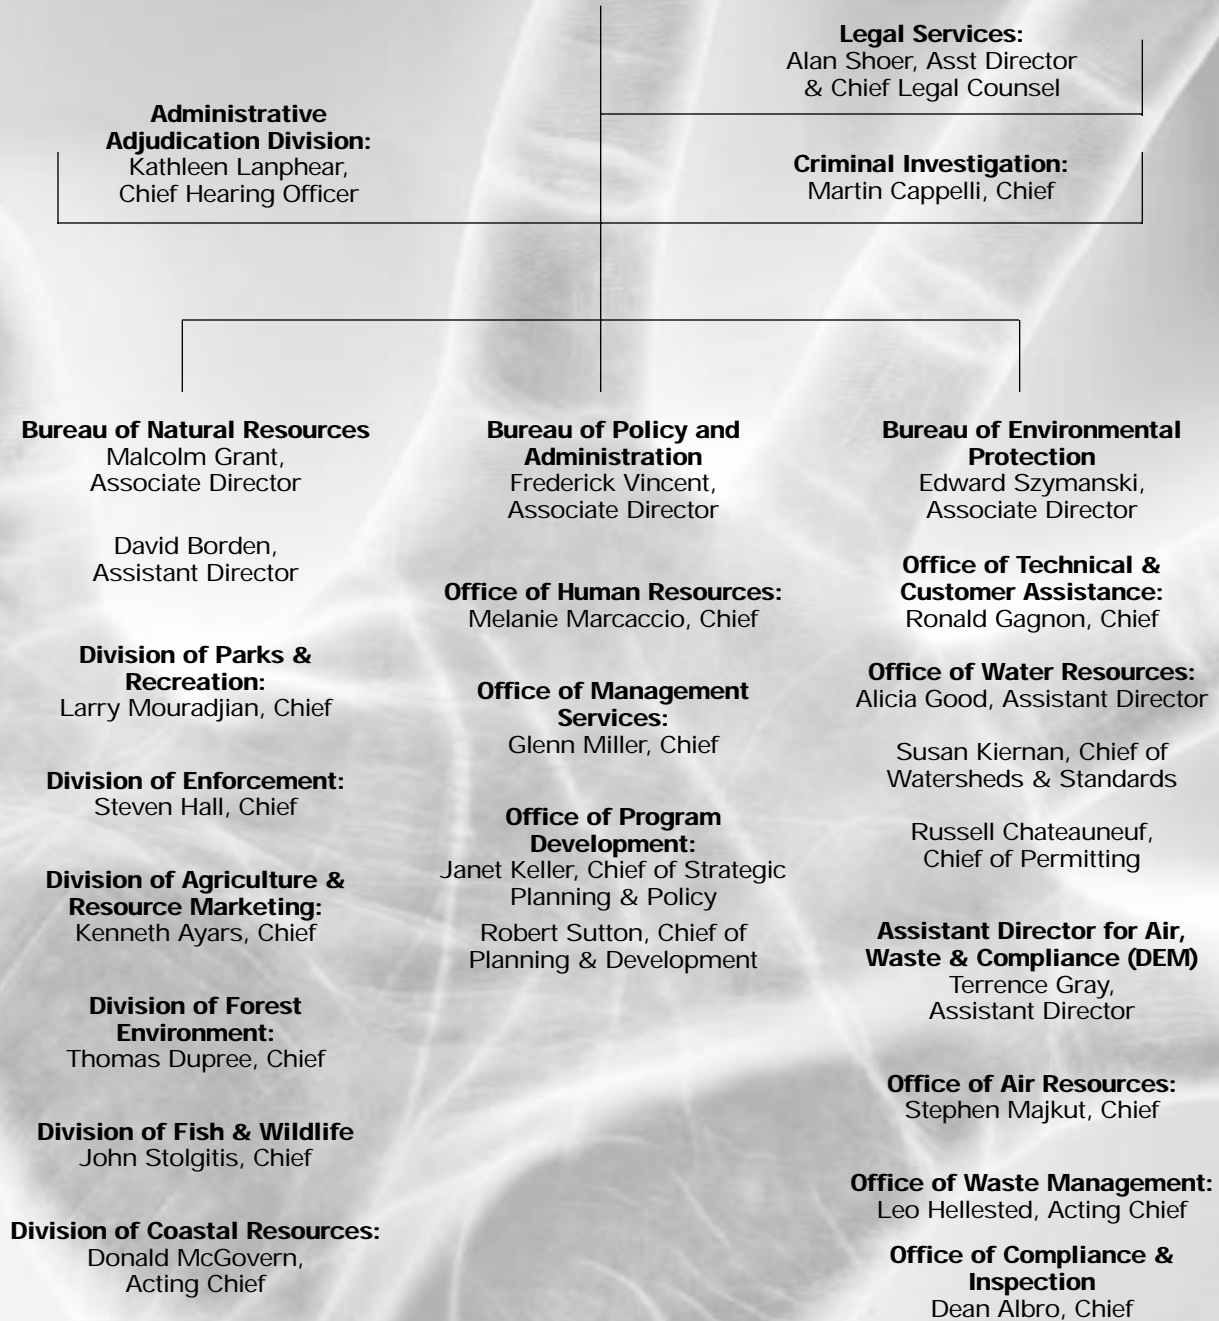 Legal Services:
Alan Shoer, Asst Director
& Chief Legal Counsel
Administrative
Adjudication Division:
Kathleen Lanphear,
Chief Hearing Officer
Criminal Investigation:
Martin Cappelli, Chief
Bureau of Natural Resources
Malcolm Grant,
Associate Director
David Borden,
Assistant Director
Division of Parks &
Recreation:
Larry Mouradjian, Chief
Division of Enforcement:
Steven Hall, Chief
Division of Agriculture &
Resource Marketing:
Kenneth Ayars, Chief
Division of Forest
Environment:
Thomas Dupree, Chief
Division of Fish & Wildlife
John Stolgitis, Chief
Division of Coastal Resources:
Donald McGovern,
Acting Chief
Bureau of Policy and
Administration
Frederick Vincent,
Associate Director
Office of Human Resources:
Melanie Marcaccio, Chief
Office of Management
Services:
Glenn Miller, Chief
Office of Program
Development:
Janet Keller, Chief of Strategic
Planning & Policy
Robert Sutton, Chief of
Planning & Development
Bureau of Environmental
Protection
Edward Szymanski,
Associate Director
Office of Technical &
Customer Assistance:
Ronald Gagnon, Chief
Office of Water Resources:
Alicia Good, Assistant Director
Susan Kiernan, Chief of
Watersheds & Standards
Russell Chateauneuf,
Chief of Permitting
Assistant Director for Air,
Waste & Compliance (DEM)
Terrence Gray,
Assistant Director
Office of Air Resources:
Stephen Majkut, Chief
Office of Waste Management:
Leo Hellested, Acting Chief
Office of Compliance &
Inspection
Dean Albro, Chief